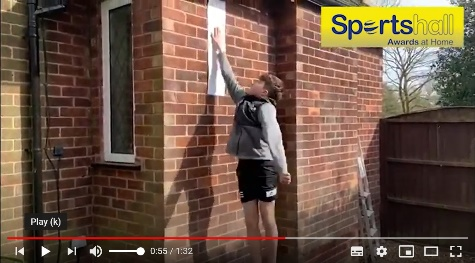 Sportshall
Awards at Home
Play (k)
0:55 / 1:32